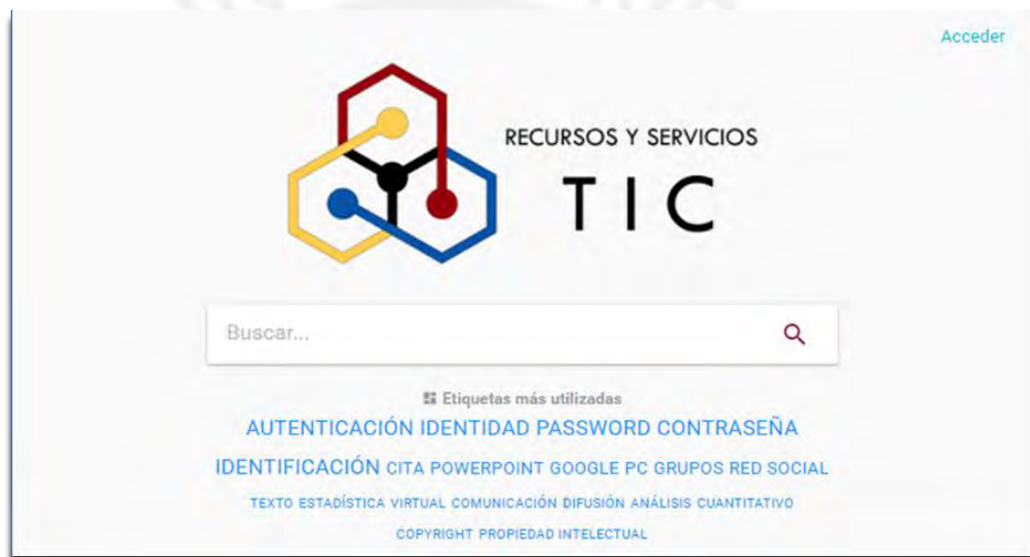 Acceder
RECURSOS Y SERVICIOS
TIC
Buscar...
Etiquetas más utilizadas
AUTENTICACIÓN IDENTIDAD PASSWORD CONTRASEÑA
IDENTIFICACIÓN CITA POWERPOINT GOOGLE PC GRUPOS RED SOCIAL
TEXTO ESTADÍSTICA VIRTUAL COMUNICACIÓN DIFUSIÓN ANÁLISIS CUANTITATIVO
COPYRIGHT PROPIEDAD INTELECTUAL